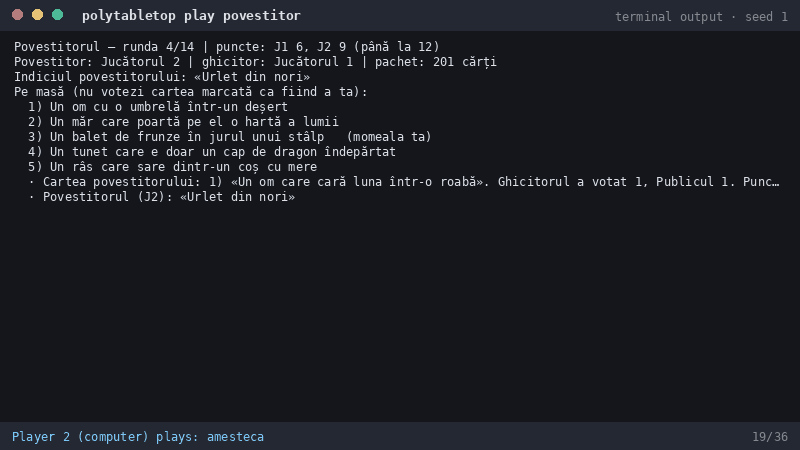 polytabletop play povestitor
terminal output · seed 1
Povestitorul — runda 4/14 | puncte: J1 6, J2 9 (până la 12)
Povestitor: Jucătorul 2 | ghicitor: Jucătorul 1 | pachet: 201 cărți
Indiciul povestitorului: «Urlet din nori»
Pe masă (nu votezi cartea marcată ca fiind a ta):
1) Un om cu o umbrelă într-un deșert
2) Un măr care poartă pe el o hartă a lumii
3) Un balet de frunze în jurul unui stâlp (momeala ta)
4) Un tunet care e doar un cap de dragon îndepărtat
5) Un râs care sare dintr-un coș cu mere
· Cartea povestitorului: 1) «Un om care cară luna într-o roabă». Ghicitorul a votat 1, Publicul 1. Punc…
· Povestitorul (J2): «Urlet din nori»
Player 2 (computer) plays: amesteca
19/36